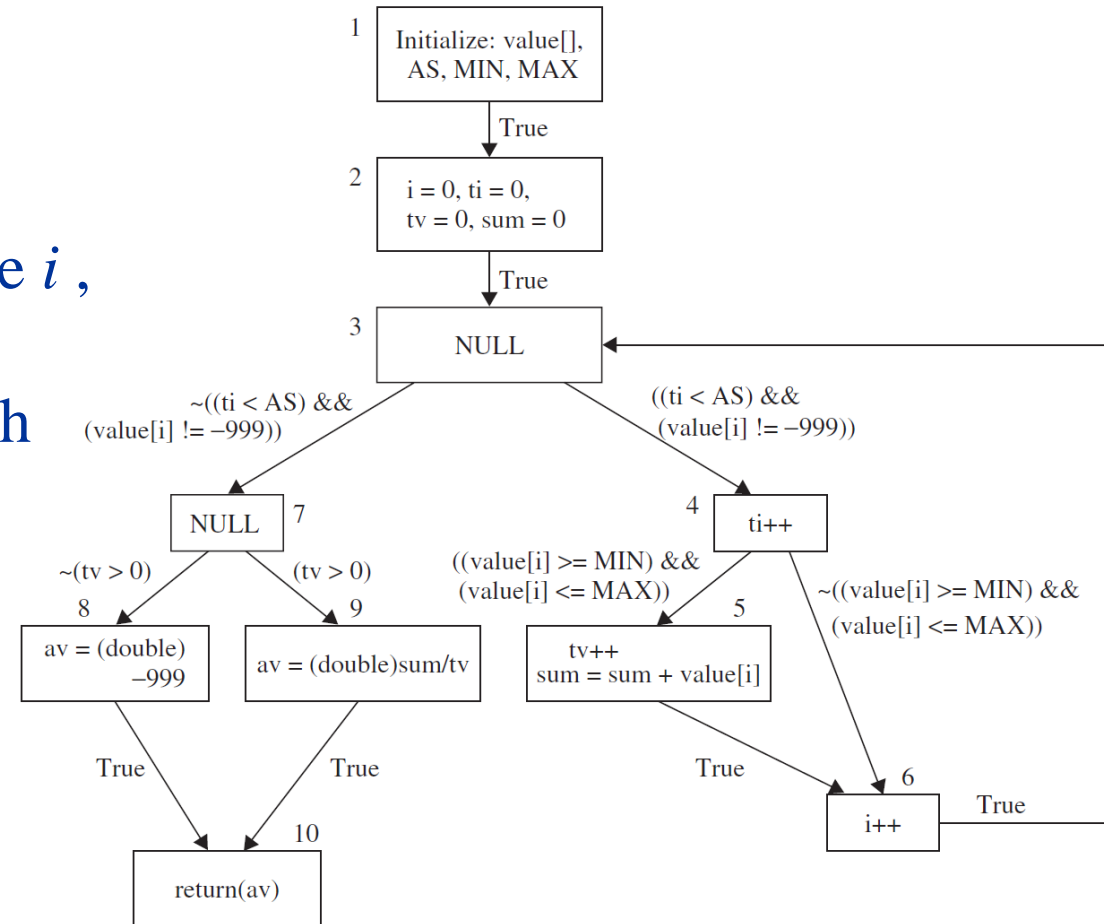 1
Initialize: value[],
AS, MIN, MAX
True
2
i = 0, ti = 0,
tv = 0, sum = 0
e i ,
True
3
NULL
h
~((ti < AS) &&
(value[i] != −999))
((ti < AS) &&
(value[i] != −999))
NULL
7
4
ti++
~(tv > 0)
(tv > 0)
((value[i] >= MIN) &&
(value[i] <= MAX))
~((value[i] >= MIN) &&
(value[i] <= MAX))
8
av = (double)
−999
9
av = (double)sum/tv
5
tv++
sum = sum + value[i]
True
True
True
6
i++
True
10
return(av)